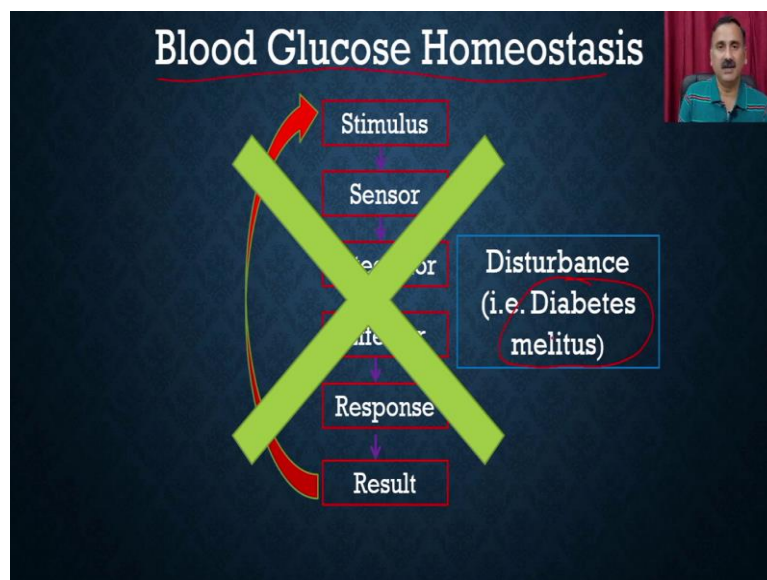 Blood Glucose Homeostasis
Stimulus
Sensor
Disturbance
(i.e. Diabetes
melitus)
Response
Result